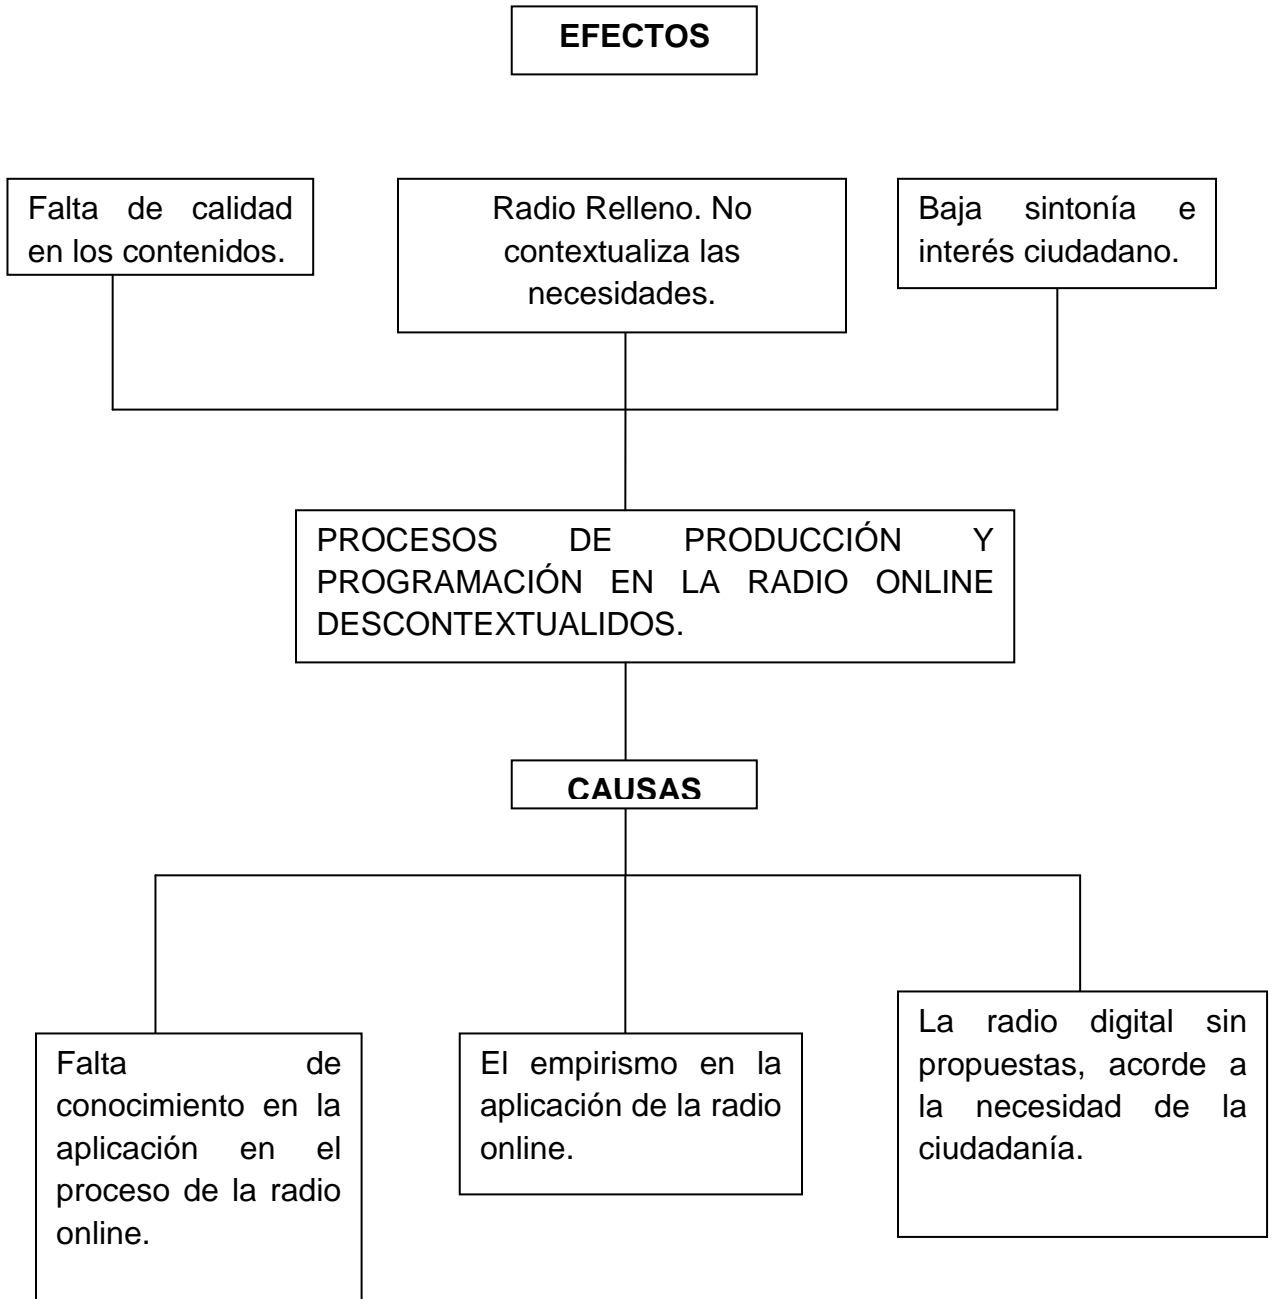 EFECTOS
Falta de calidad
en los contenidos.
Radio Relleno. No
contextualiza las
necesidades.
Baja sintonía e
interés ciudadano.
PROCESOS DE PRODUCCIÓN Y
PROGRAMACIÓN EN LA RADIO ONLINE
DESCONTEXTUALIDOS.
CAUSAS
Falta de
conocimiento en la
aplicación en el
proceso de la radio
online.
El empirismo en la
aplicación de la radio
online.
La radio digital sin
propuestas, acorde a
la necesidad de la
ciudadanía.